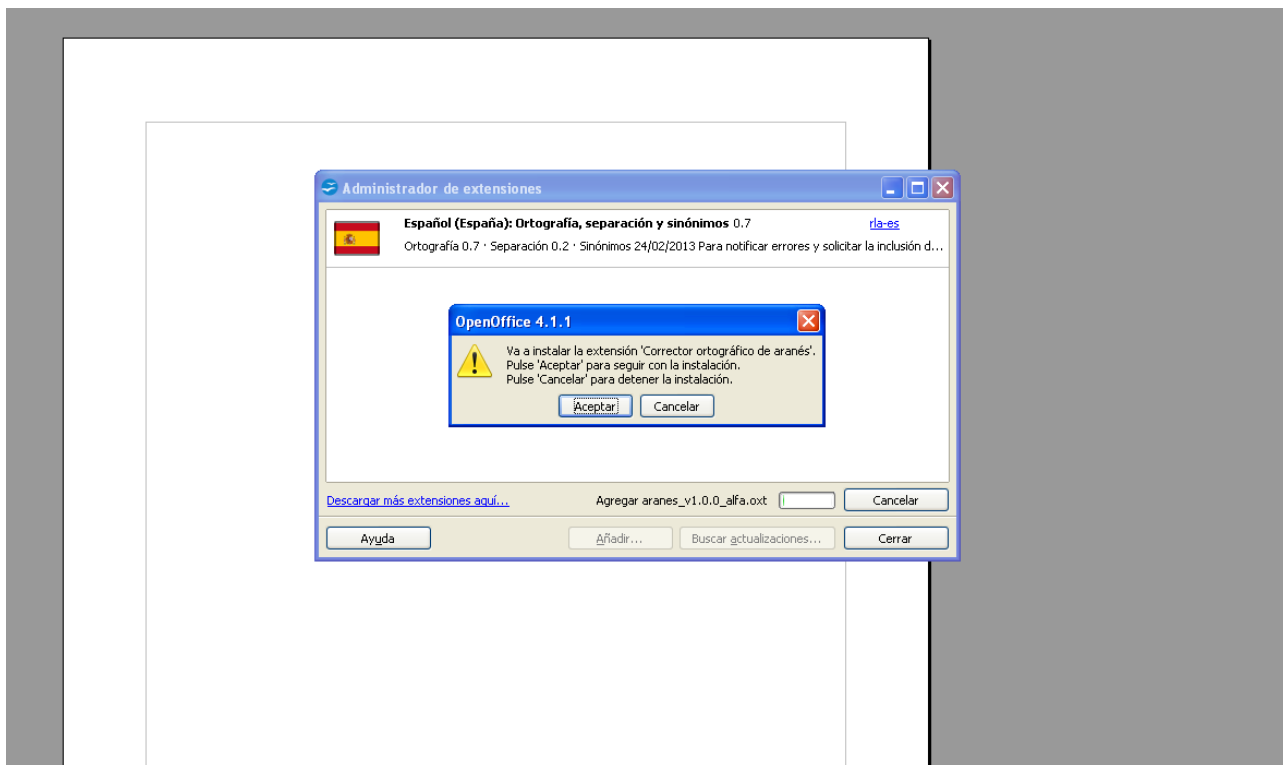 Administrador de extensiones
Español (España): Ortografía, separación y sinónimos 0.7 rla-es
Ortografía 0.7 · Separación 0.2 · Sinónimos 24/02/2013 Para notificar errores y solicitar la inclusión d...
OpenOffice 4.1.1
Va a instalar la extensión 'Corrector ortográfico de aranés'.
Pulse 'Aceptar' para seguir con la instalación.
Pulse 'Cancelar' para detener la instalación.
Aceptar Cancelar
Descargar más extensiones aquí... Agregar aranes_v1.0.0_alfa.oxt Cancelar
Ayuda Añadir... Buscar actualizaciones... Cerrar